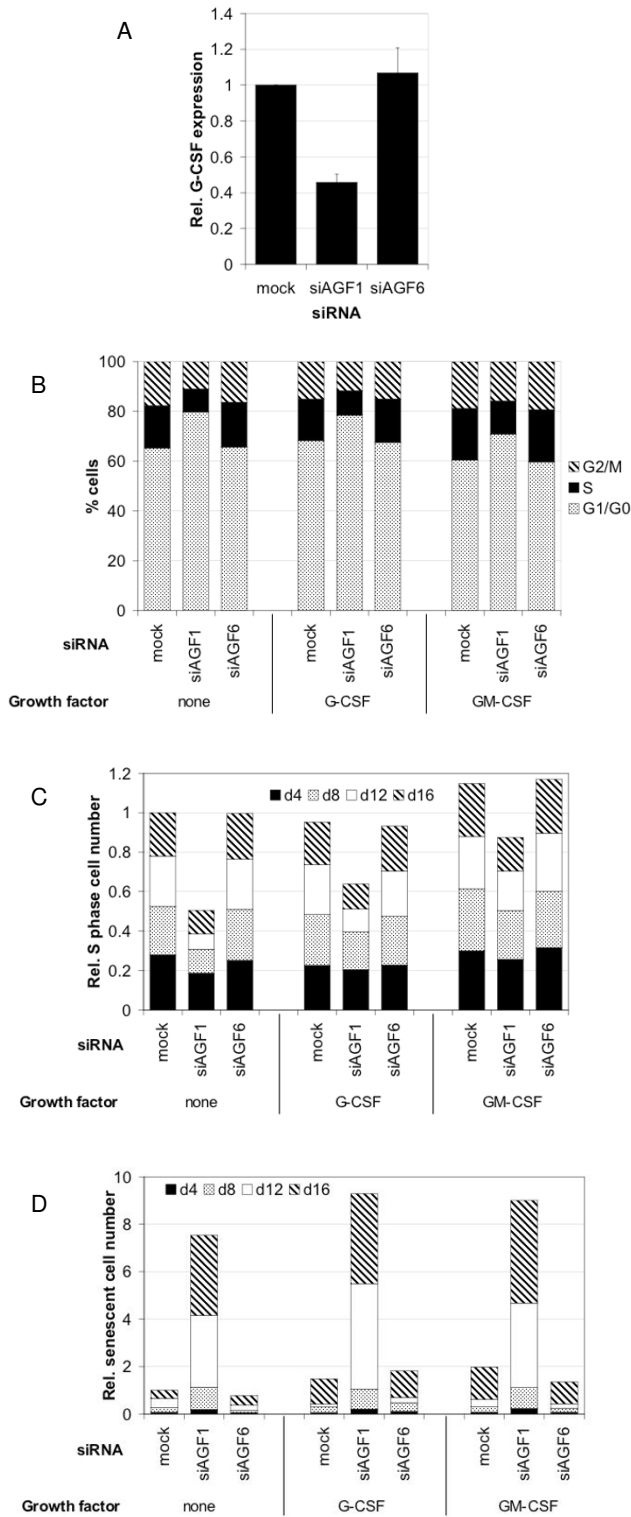 A
Rel. G-CSF expression
1.4
1.2
1
0.8
0.6
0.4
0.2
0
mock siAGF1 siAGF6
siRNA
B
% cells
100
80
60
40
20
0
G2/M
S
G1/G0
siRNA
mock siAGF1 siAGF6 mock siAGF1 siAGF6 mock siAGF1 siAGF6
Growth factor none G-CSF GM-CSF
C
Rel. S phase cell number
1.2
1
0.8
0.6
0.4
0.2
0
d4 d8 d12 d16
siRNA
mock siAGF1 siAGF6 mock siAGF1 siAGF6 mock siAGF1 siAGF6
Growth factor none G-CSF GM-CSF
D
Rel. senescent cell number
10
8
6
4
2
0
d4 d8 d12 d16
siRNA
mock siAGF1 siAGF6 mock siAGF1 siAGF6 mock siAGF1 siAGF6
Growth factor none G-CSF GM-CSF